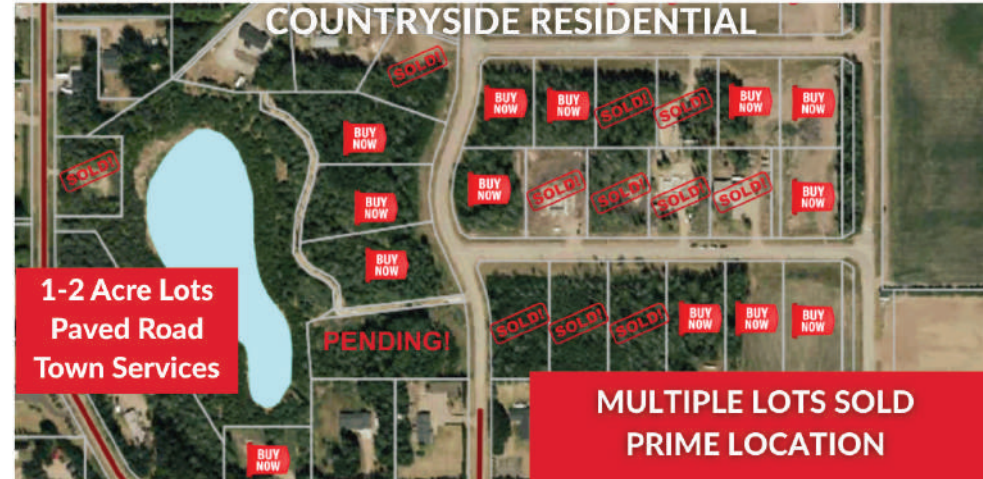 COUNTRYSIDE RESIDENTIAL
SOLD!
BUY
NOW
BUY
NOW
SOLD!
SOLD!
BUY
NOW
BUY
NOW
BUY
NOW
SOLD!
BUY
NOW
BUY
NOW
SOLD!
SOLD!
SOLD!
SOLD!
BUY
NOW
BUY
NOW
1-2 Acre Lots
Paved Road
Town Services
PENDING!
SOLD!
SOLD!
SOLD!
BUY
NOW
BUY
NOW
BUY
NOW
MULTIPLE LOTS SOLD
PRIME LOCATION
BUY
NOW